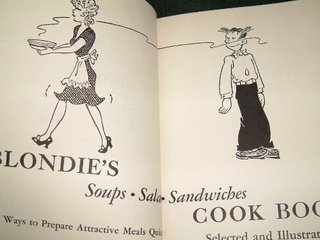 BLONDIE'S
Soups • Sala • Sandwiches
COOK BOO
Ways to Prepare Attractive Meals Qui
Selected and Illustrat